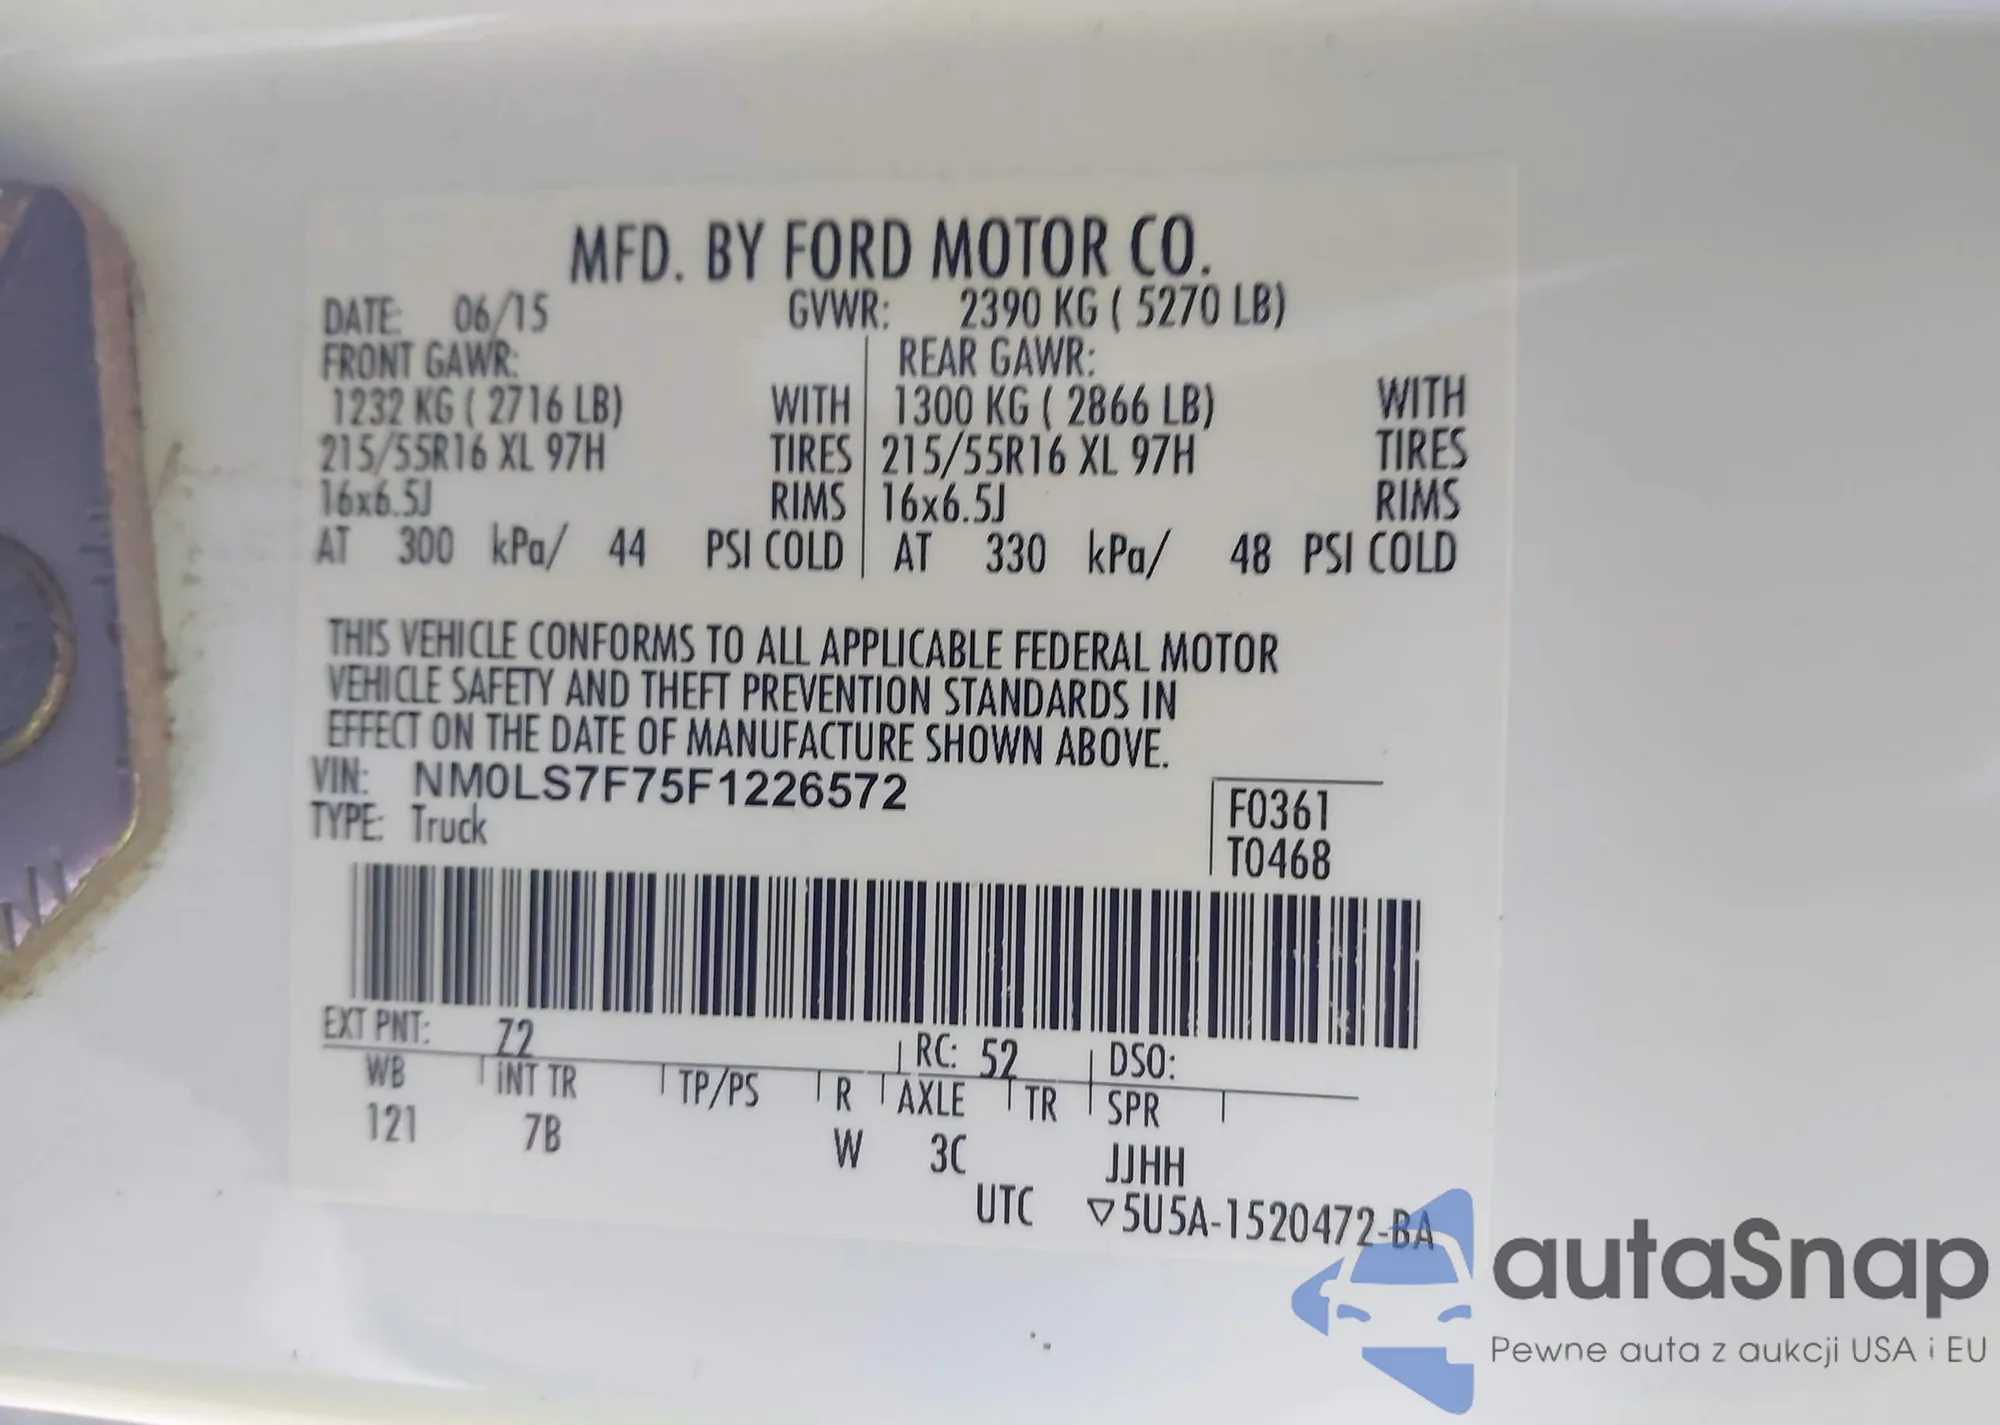 MFD. BY FORD MOTOR CO.
DATE: 06/15 GVWR: 2390 KG ( 5270 LB)
FRONT GAWR: REAR GAWR:
1232 KG ( 2716 LB) WITH 1300 KG ( 2866 LB) WITH
215/55R16 XL 97H TIRES 215/55R16 XL 97H TIRES
16x6.5J RIMS 16x6.5J RIMS
AT 300 kPa/ 44 PSI COLD AT 330 kPa/ 48 PSI COLD
THIS VEHICLE CONFORMS TO ALL APPLICABLE FEDERAL MOTOR
VEHICLE SAFETY AND THEFT PREVENTION STANDARDS IN
EFFECT ON THE DATE OF MANUFACTURE SHOWN ABOVE.
VIN: NM0LS7F75F1226572
TYPE: Truck
F0361
T0468
EXT PNT: Z2 RC: 52 DSO:
WB INT TR TP/PS R AXLE TR SPR
121 7B W 3C JJHH
UTC ▽5U5A-1520472-BA
autaSnap
Pewne auta z aukcji USA i EU